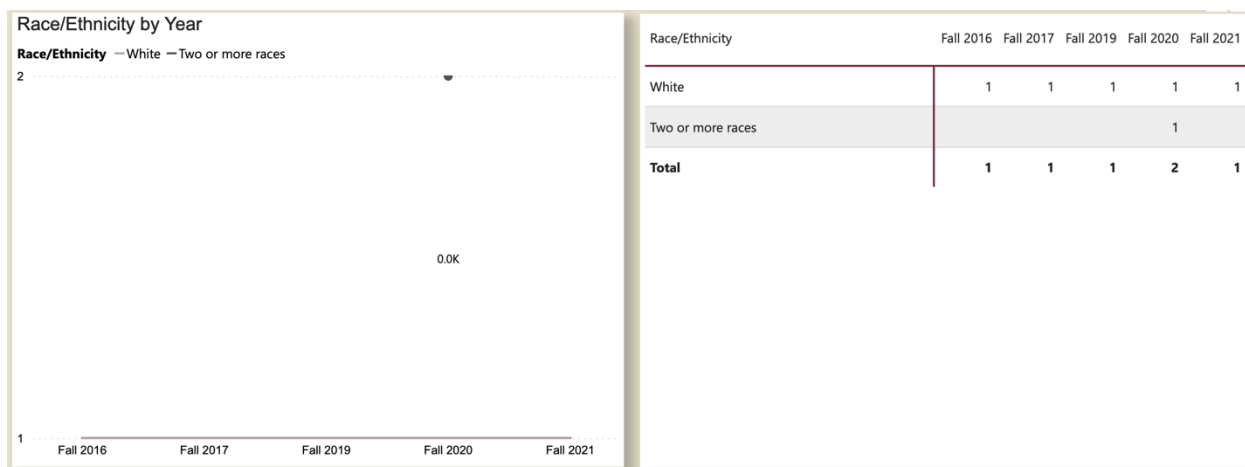 Race/Ethnicity by Year
Race/Ethnicity White Two or more races
2
0.0K
1
Fall 2016 Fall 2017 Fall 2019 Fall 2020 Fall 2021
Race/Ethnicity Fall 2016 Fall 2017 Fall 2019 Fall 2020 Fall 2021
White 1 1 1 1 1
Two or more races 1
Total 1 1 1 2 1